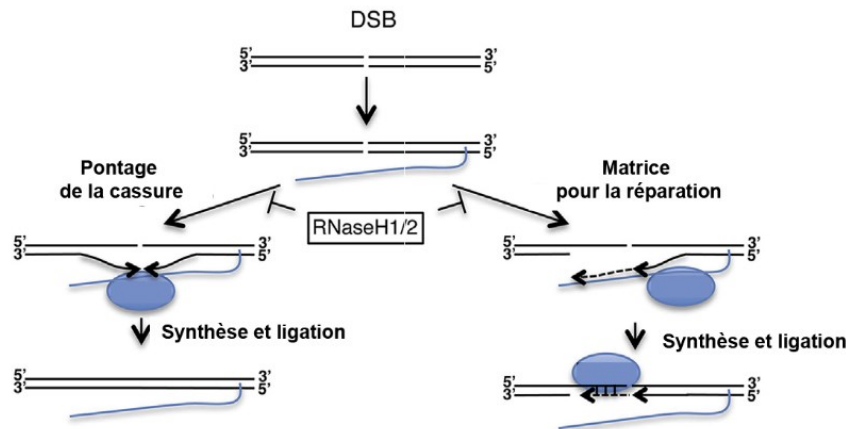 DSB
5’ 3’
3’ 5’
5’ 3’
3’ 5’
Pontage
de la cassure
Matrice
pour la réparation
RNaseH1/2
5’ 3’
3’ 5’
5’ 3’
3’ 5’
Synthèse et ligation
Synthèse et ligation
5’ 3’
3’ 5’
5’ 3’
3’ 5’